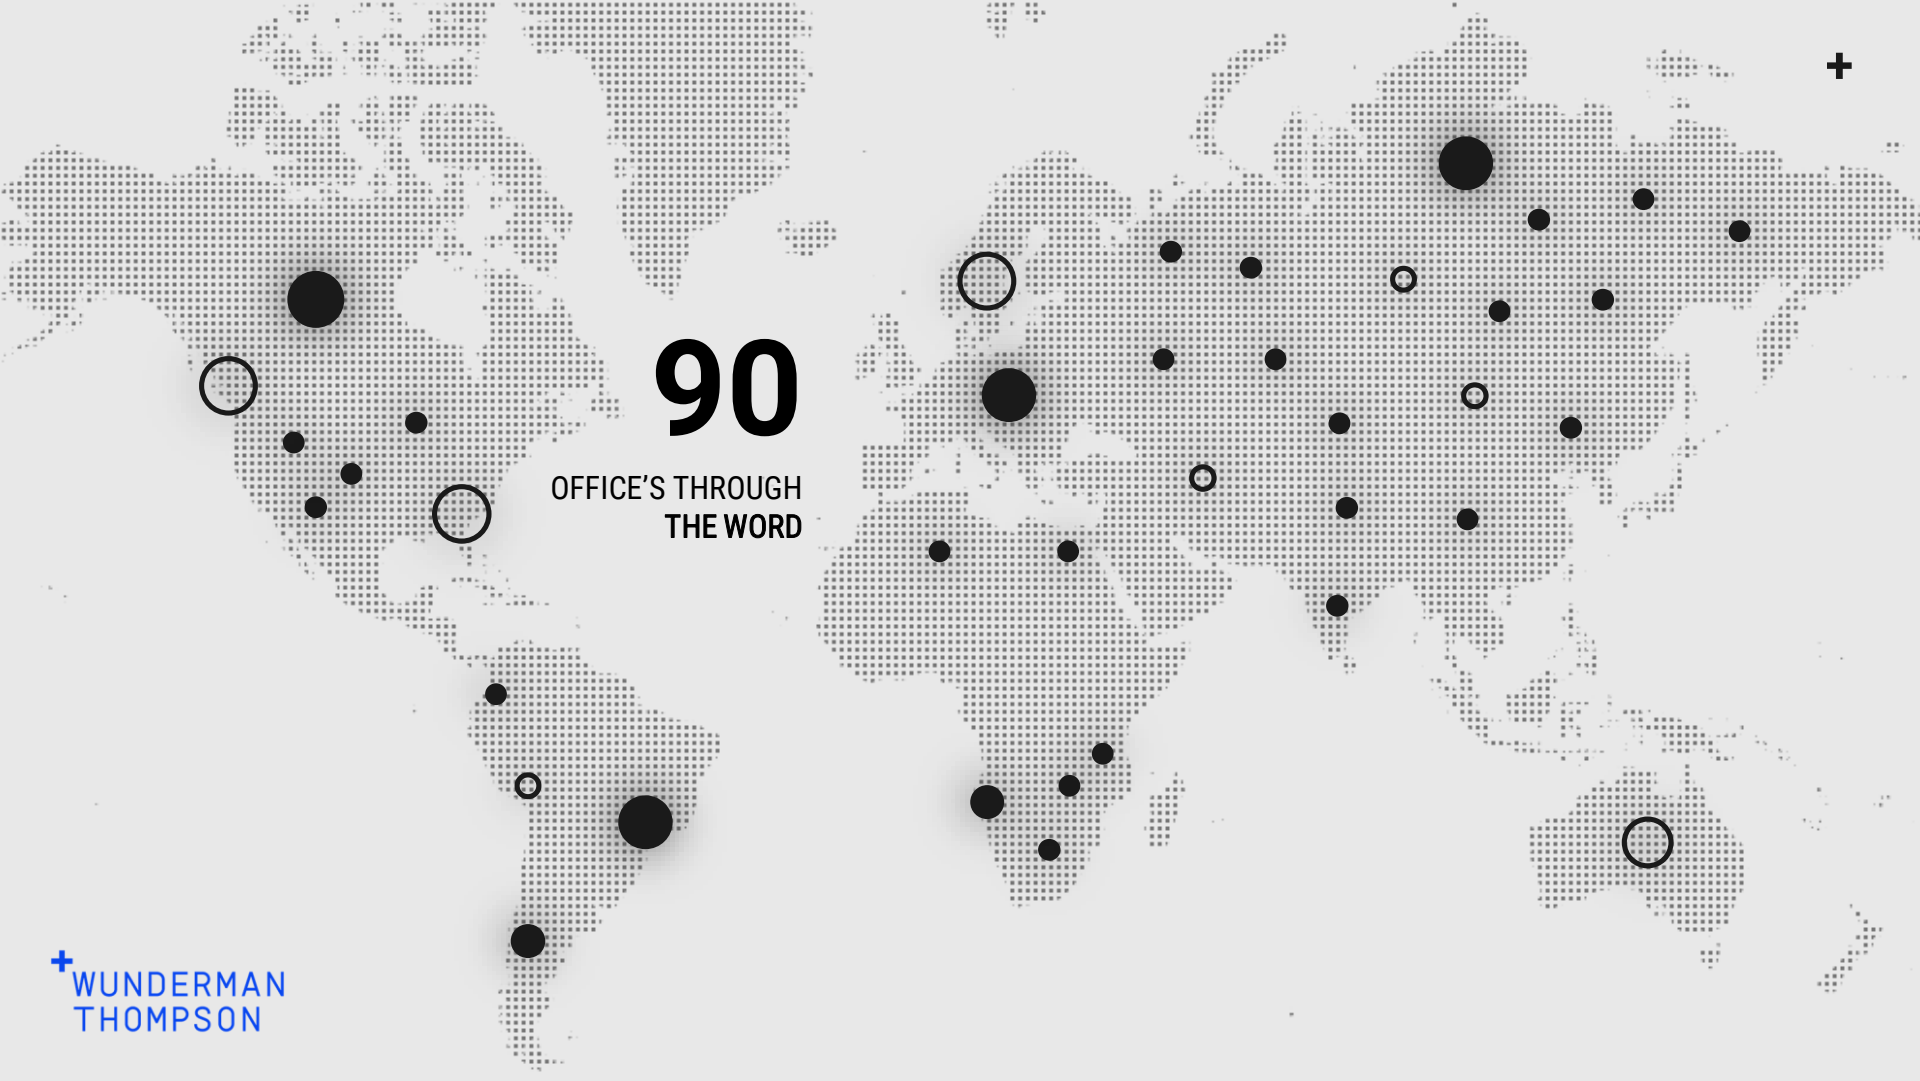 90
OFFICE’S THROUGH
THE WORD
WUNDERMAN
THOMPSON